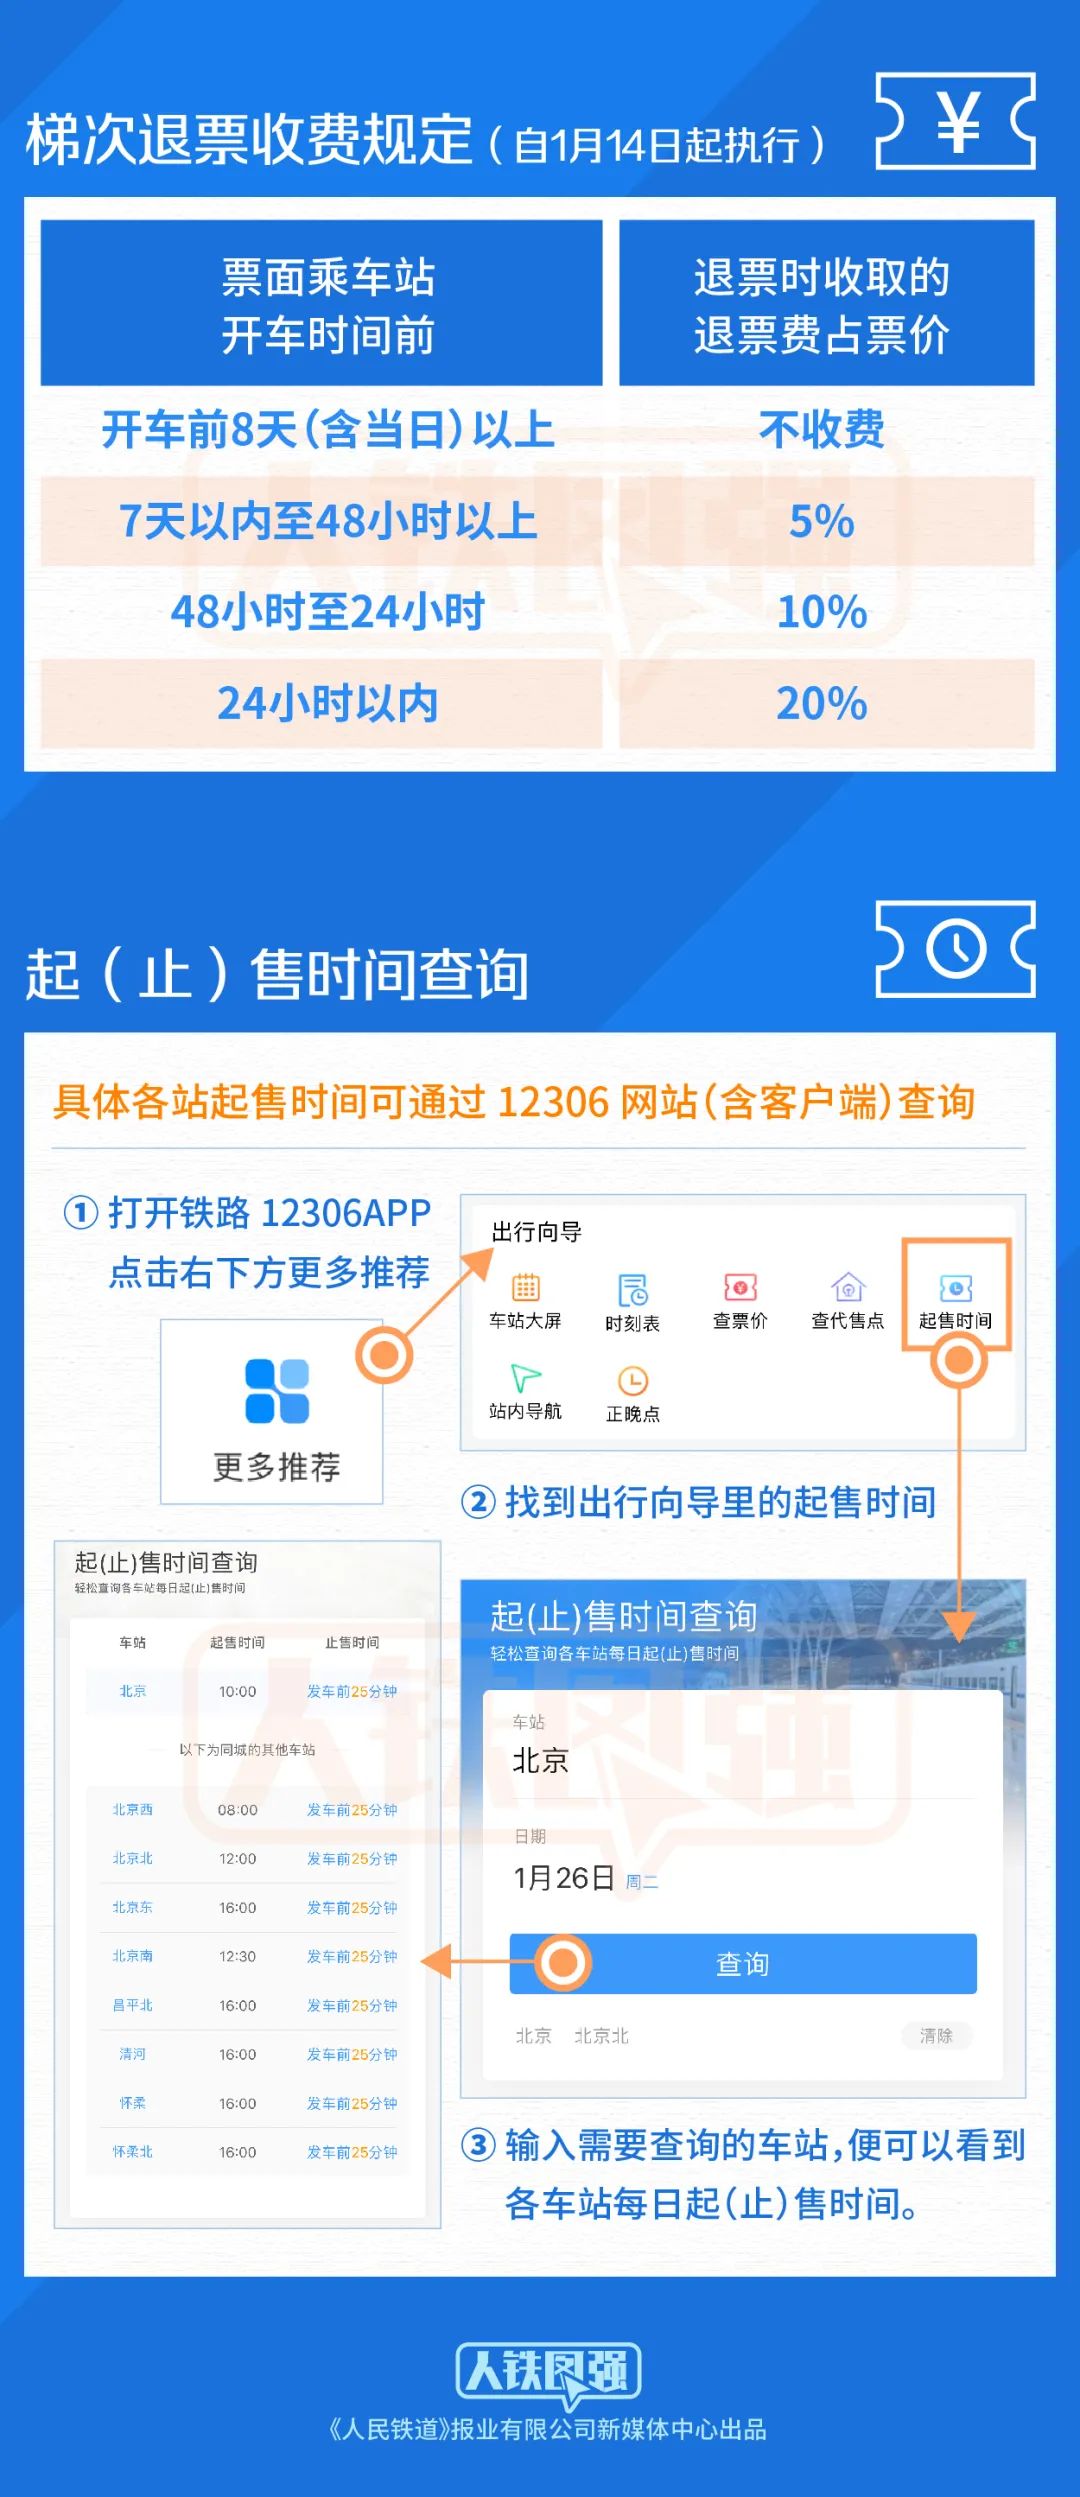 梯次退票收费规定（自1月14日起执行）
¥
票面乘车站
开车时间前
退票时收取的
退票费占票价
开车前8天(含当日)以上 不收费
7天以内至48小时以上 5%
48小时至24小时 10%
24小时以内 20%
起（止）售时间查询
具体各站起售时间可通过 12306 网站(含客户端)查询
① 打开铁路 12306APP
点击右下方更多推荐
更多推荐
出行向导
车站大屏 时刻表 查票价 查代售点 起售时间
站内导航 正晚点
② 找到出行向导里的起售时间
起(止)售时间查询
轻松查询各车站每日起(止)售时间
车站 起售时间 止售时间
北京 10:00 发车前25分钟
以下为同城的其他车站
北京西 08:00 发车前25分钟
北京北 12:00 发车前25分钟
北京东 16:00 发车前25分钟
北京南 12:30 发车前25分钟
昌平北 16:00 发车前25分钟
清河 16:00 发车前25分钟
怀柔 16:00 发车前25分钟
怀柔北 16:00 发车前25分钟
起(止)售时间查询
轻松查询各车站每日起(止)售时间
车站
北京
日期
1月26日 周二
查询
北京 北京北 清除
③ 输入需要查询的车站,便可以看到
各车站每日起(止)售时间。
人铁图强
《人民铁道》报业有限公司新媒体中心出品
人铁图强
人铁图强